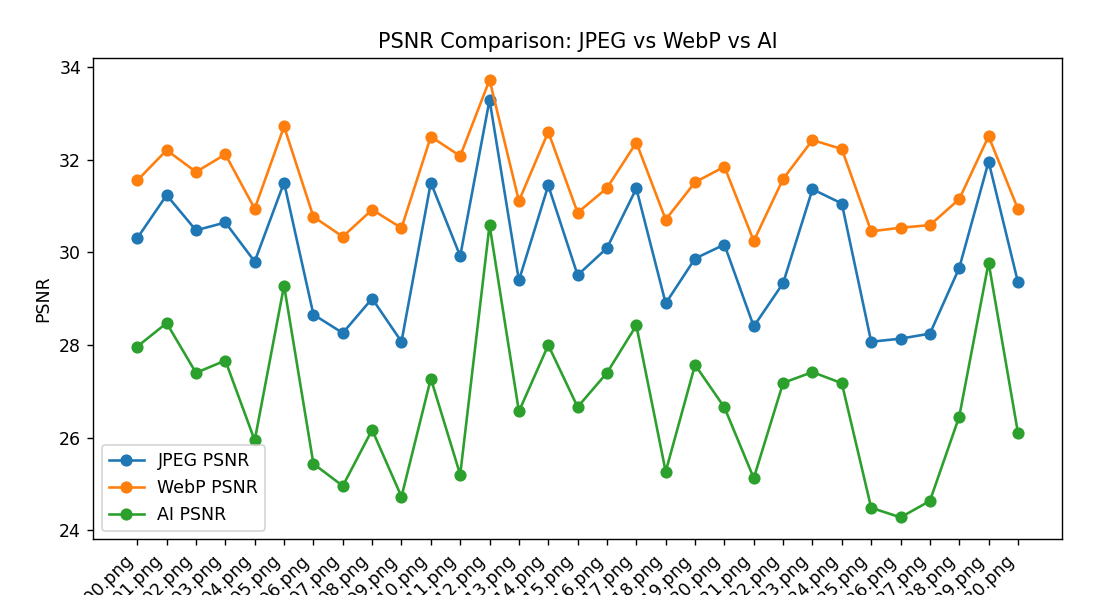 PSNR Comparison: JPEG vs WebP vs AI
34
32
30
28
26
24
PSNR
JPEG PSNR
WebP PSNR
AI PSNR
00.png
01.png
02.png
03.png
04.png
05.png
06.png
07.png
08.png
09.png
10.png
11.png
12.png
13.png
14.png
15.png
16.png
17.png
18.png
19.png
20.png
21.png
22.png
23.png
24.png
25.png
26.png
27.png
28.png
29.png
30.png